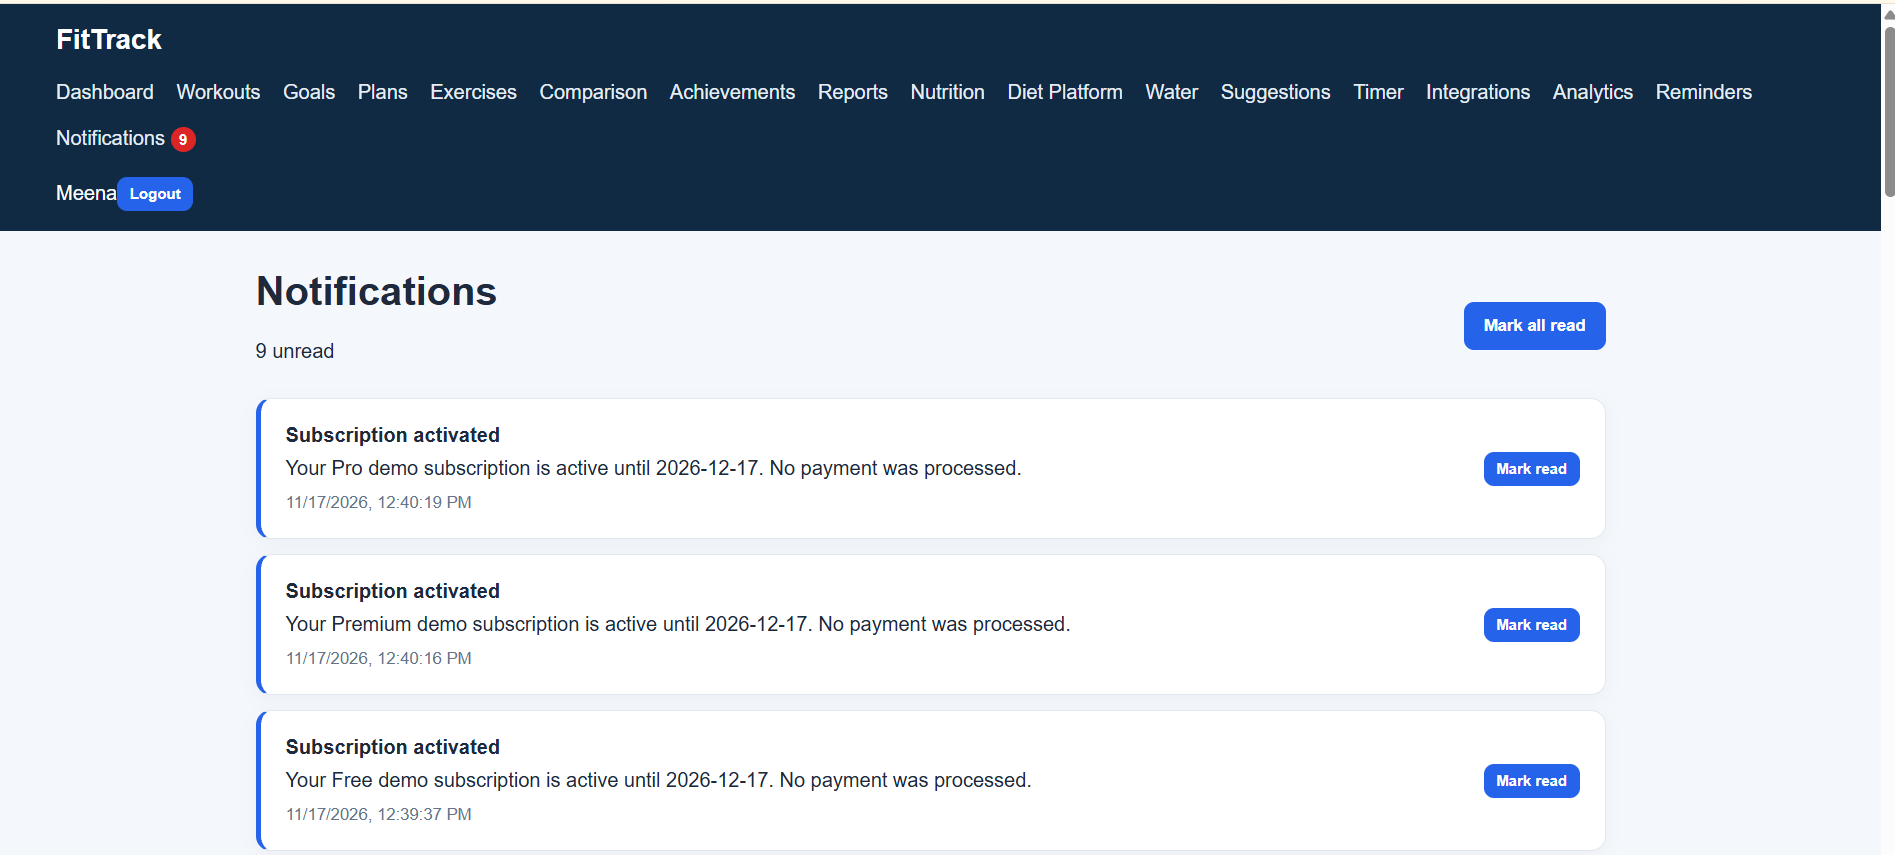 FitTrack
Dashboard Workouts Goals Plans Exercises Comparison Achievements Reports Nutrition Diet Platform Water Suggestions Timer Integrations Analytics Reminders
Notifications 9
Meena Logout
Notifications
Mark all read
9 unread
Subscription activated
Your Pro demo subscription is active until 2026-12-17. No payment was processed.
Mark read
11/17/2026, 12:40:19 PM
Subscription activated
Your Premium demo subscription is active until 2026-12-17. No payment was processed.
Mark read
11/17/2026, 12:40:16 PM
Subscription activated
Your Free demo subscription is active until 2026-12-17. No payment was processed.
Mark read
11/17/2026, 12:39:37 PM